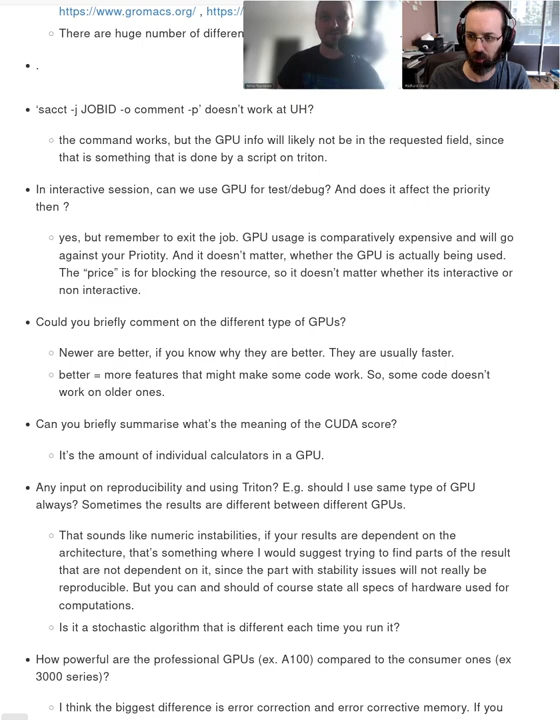 https://www.gromacs.org/ , https://
There are huge number of differen
.
‘sacct -j JOBID -o comment -p’ doesn’t work at UH?
the command works, but the GPU info will likely not be in the requested field, since
that is something that is done by a script on triton.
In interactive session, can we use GPU for test/debug? And does it affect the priority
then ?
yes, but remember to exit the job. GPU usage is comparatively expensive and will go
against your Priotity. And it doesn’t matter, whether the GPU is actually being used.
The “price” is for blocking the resource, so it doesn’t matter whether its interactive or
non interactive.
Could you briefly comment on the different type of GPUs?
Newer are better, if you know why they are better. They are usually faster.
better = more features that might make some code work. So, some code doesn’t
work on older ones.
Can you briefly summarise what’s the meaning of the CUDA score?
It’s the amount of individual calculators in a GPU.
Any input on reproducibility and using Triton? E.g. should I use same type of GPU
always? Sometimes the results are different between different GPUs.
That sounds like numeric instabilities, if your results are dependent on the
architecture, that’s something where I would suggest trying to find parts of the result
that are not dependent on it, since the part with stability issues will not really be
reproducible. But you can and should of course state all specs of hardware used for
computations.
Is it a stochastic algorithm that is different each time you run it?
How powerful are the professional GPUs (ex. A100) compared to the consumer ones (ex
3000 series)?
I think the biggest difference is error correction and error corrective memory. If you